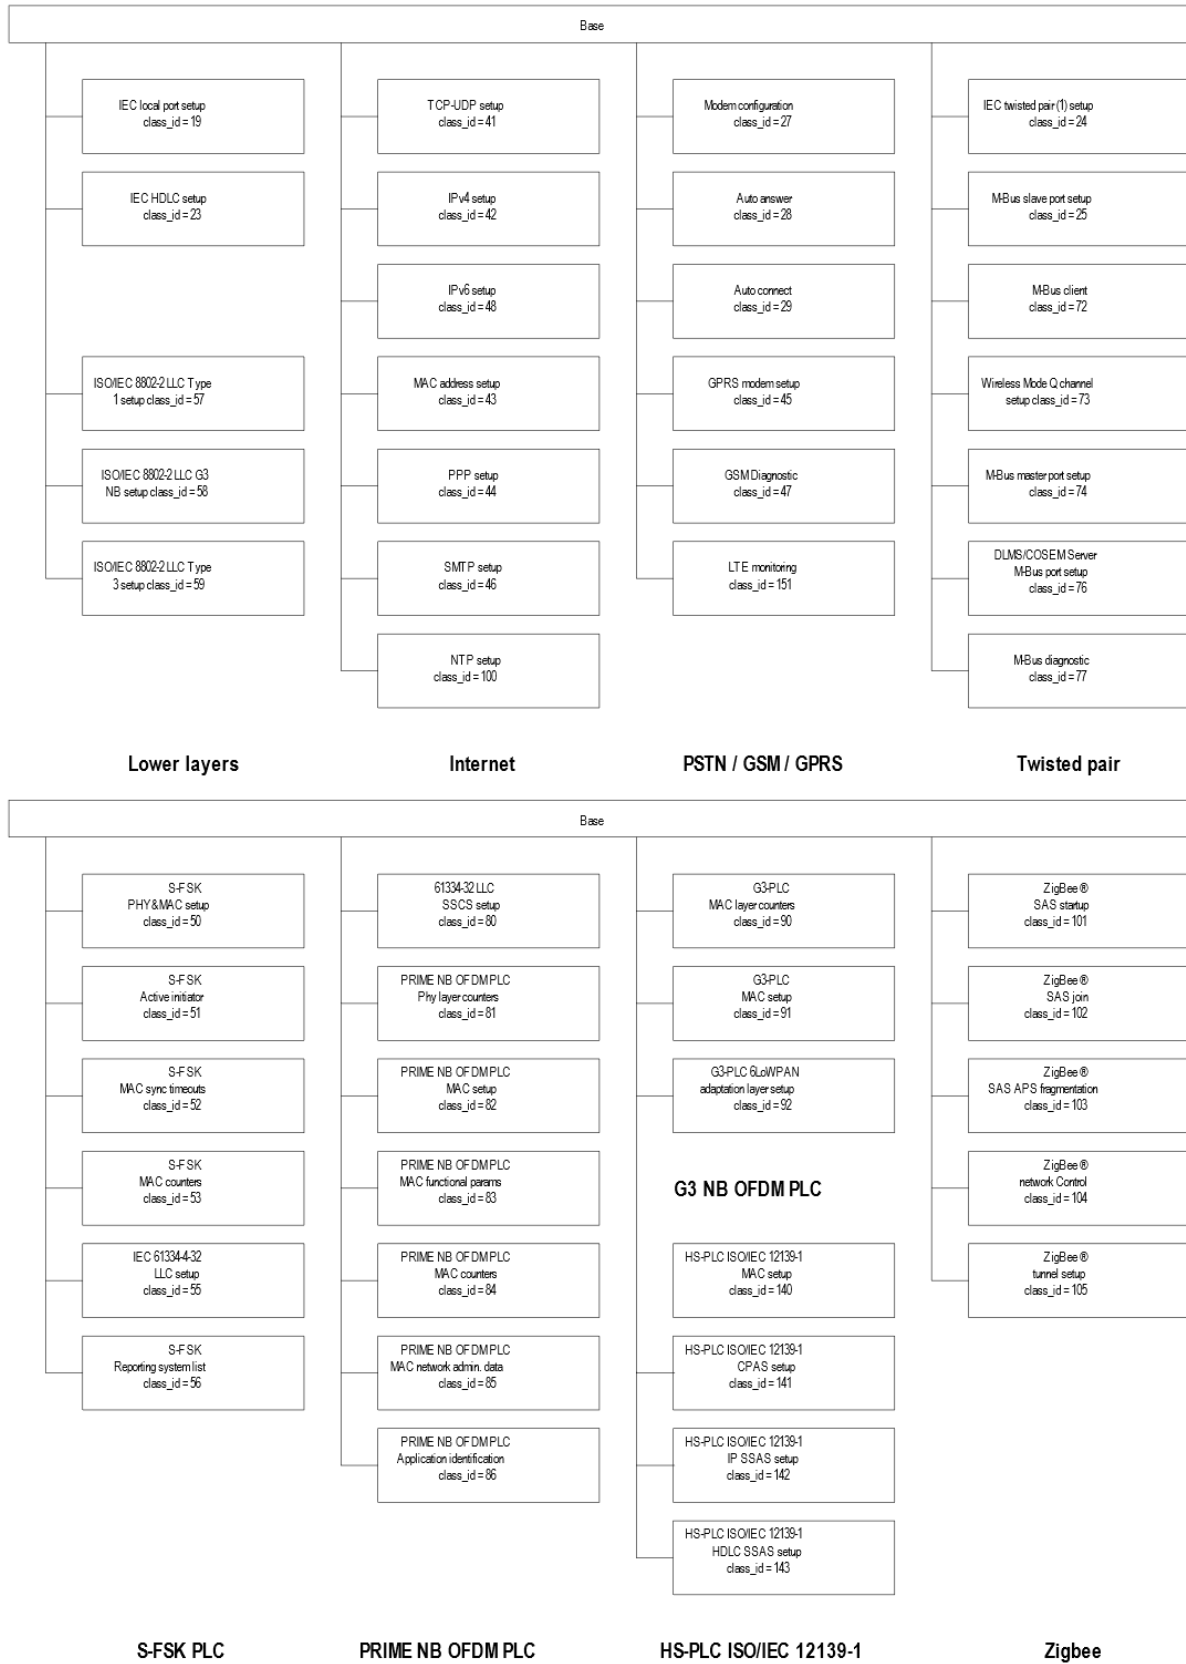 Base
IEC local port setup
class_id = 19
IEC HDLC setup
class_id = 23
ISO/IEC 8802-2 LLC Type
1 setup class_id = 57
ISO/IEC 8802-2 LLC G3
NB setup class_id = 58
ISO/IEC 8802-2 LLC Type
3 setup class_id = 59
Lower layers
TCP-UDP setup
class_id = 41
IPv4 setup
class_id = 42
IPv6 setup
class_id = 48
MAC address setup
class_id = 43
PPP setup
class_id = 44
SMTP setup
class_id = 46
NTP setup
class_id = 100
Internet
Modem configuration
class_id = 27
Auto answer
class_id = 28
Auto connect
class_id = 29
GPRS modem setup
class_id = 45
GSM Diagnostic
class_id = 47
LTE monitoring
class_id = 151
PSTN / GSM / GPRS
IEC twisted pair (1) setup
class_id = 24
M-Bus slave port setup
class_id = 25
M-Bus client
class_id = 72
Wireless Mode Q channel
setup class_id = 73
M-Bus master port setup
class_id = 74
DLMS/COSEM Server
M-Bus port setup
class_id = 76
M-Bus diagnostic
class_id = 77
Twisted pair
Base
S-FSK
PHY&MAC setup
class_id = 50
S-FSK
Active initiator
class_id = 51
S-FSK
MAC sync timeouts
class_id = 52
S-FSK
MAC counters
class_id = 53
IEC 61334-4-32
LLC setup
class_id = 55
S-FSK
Reporting system list
class_id = 56
S-FSK PLC
61334-32 LLC
SSCS setup
class_id = 80
PRIME NB OFDM PLC
Phy layer counters
class_id = 81
PRIME NB OFDM PLC
MAC setup
class_id = 82
PRIME NB OFDM PLC
MAC functional params
class_id = 83
PRIME NB OFDM PLC
MAC counters
class_id = 84
PRIME NB OFDM PLC
MAC network admin. data
class_id = 85
PRIME NB OFDM PLC
Application identification
class_id = 86
PRIME NB OFDM PLC
G3-PLC
MAC layer counters
class_id = 90
G3-PLC
MAC setup
class_id = 91
G3-PLC 6LoWPAN
adaptation layer setup
class_id = 92
G3 NB OFDM PLC
HS-PLC ISO/IEC 12139-1
MAC setup
class_id = 140
HS-PLC ISO/IEC 12139-1
CPAS setup
class_id = 141
HS-PLC ISO/IEC 12139-1
IP SSAS setup
class_id = 142
HS-PLC ISO/IEC 12139-1
HDLC SSAS setup
class_id = 143
HS-PLC ISO/IEC 12139-1
ZigBee®
SAS startup
class_id = 101
ZigBee®
SAS join
class_id = 102
ZigBee®
SAS APS fragmentation
class_id = 103
ZigBee®
network Control
class_id = 104
ZigBee®
tunnel setup
class_id = 105
Zigbee